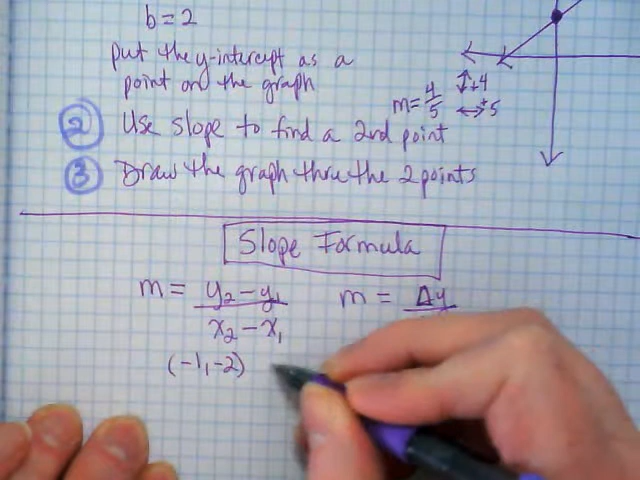 b = 2
put the y-intercept as a
point on the graph
m = 4/5 ↕ +4 ↔ +5
② Use slope to find a 2nd point
③ Draw the graph thru the 2 points
Slope Formula
m = y₂ - y₁ / x₂ - x₁ m = Δy
(-1, -2)